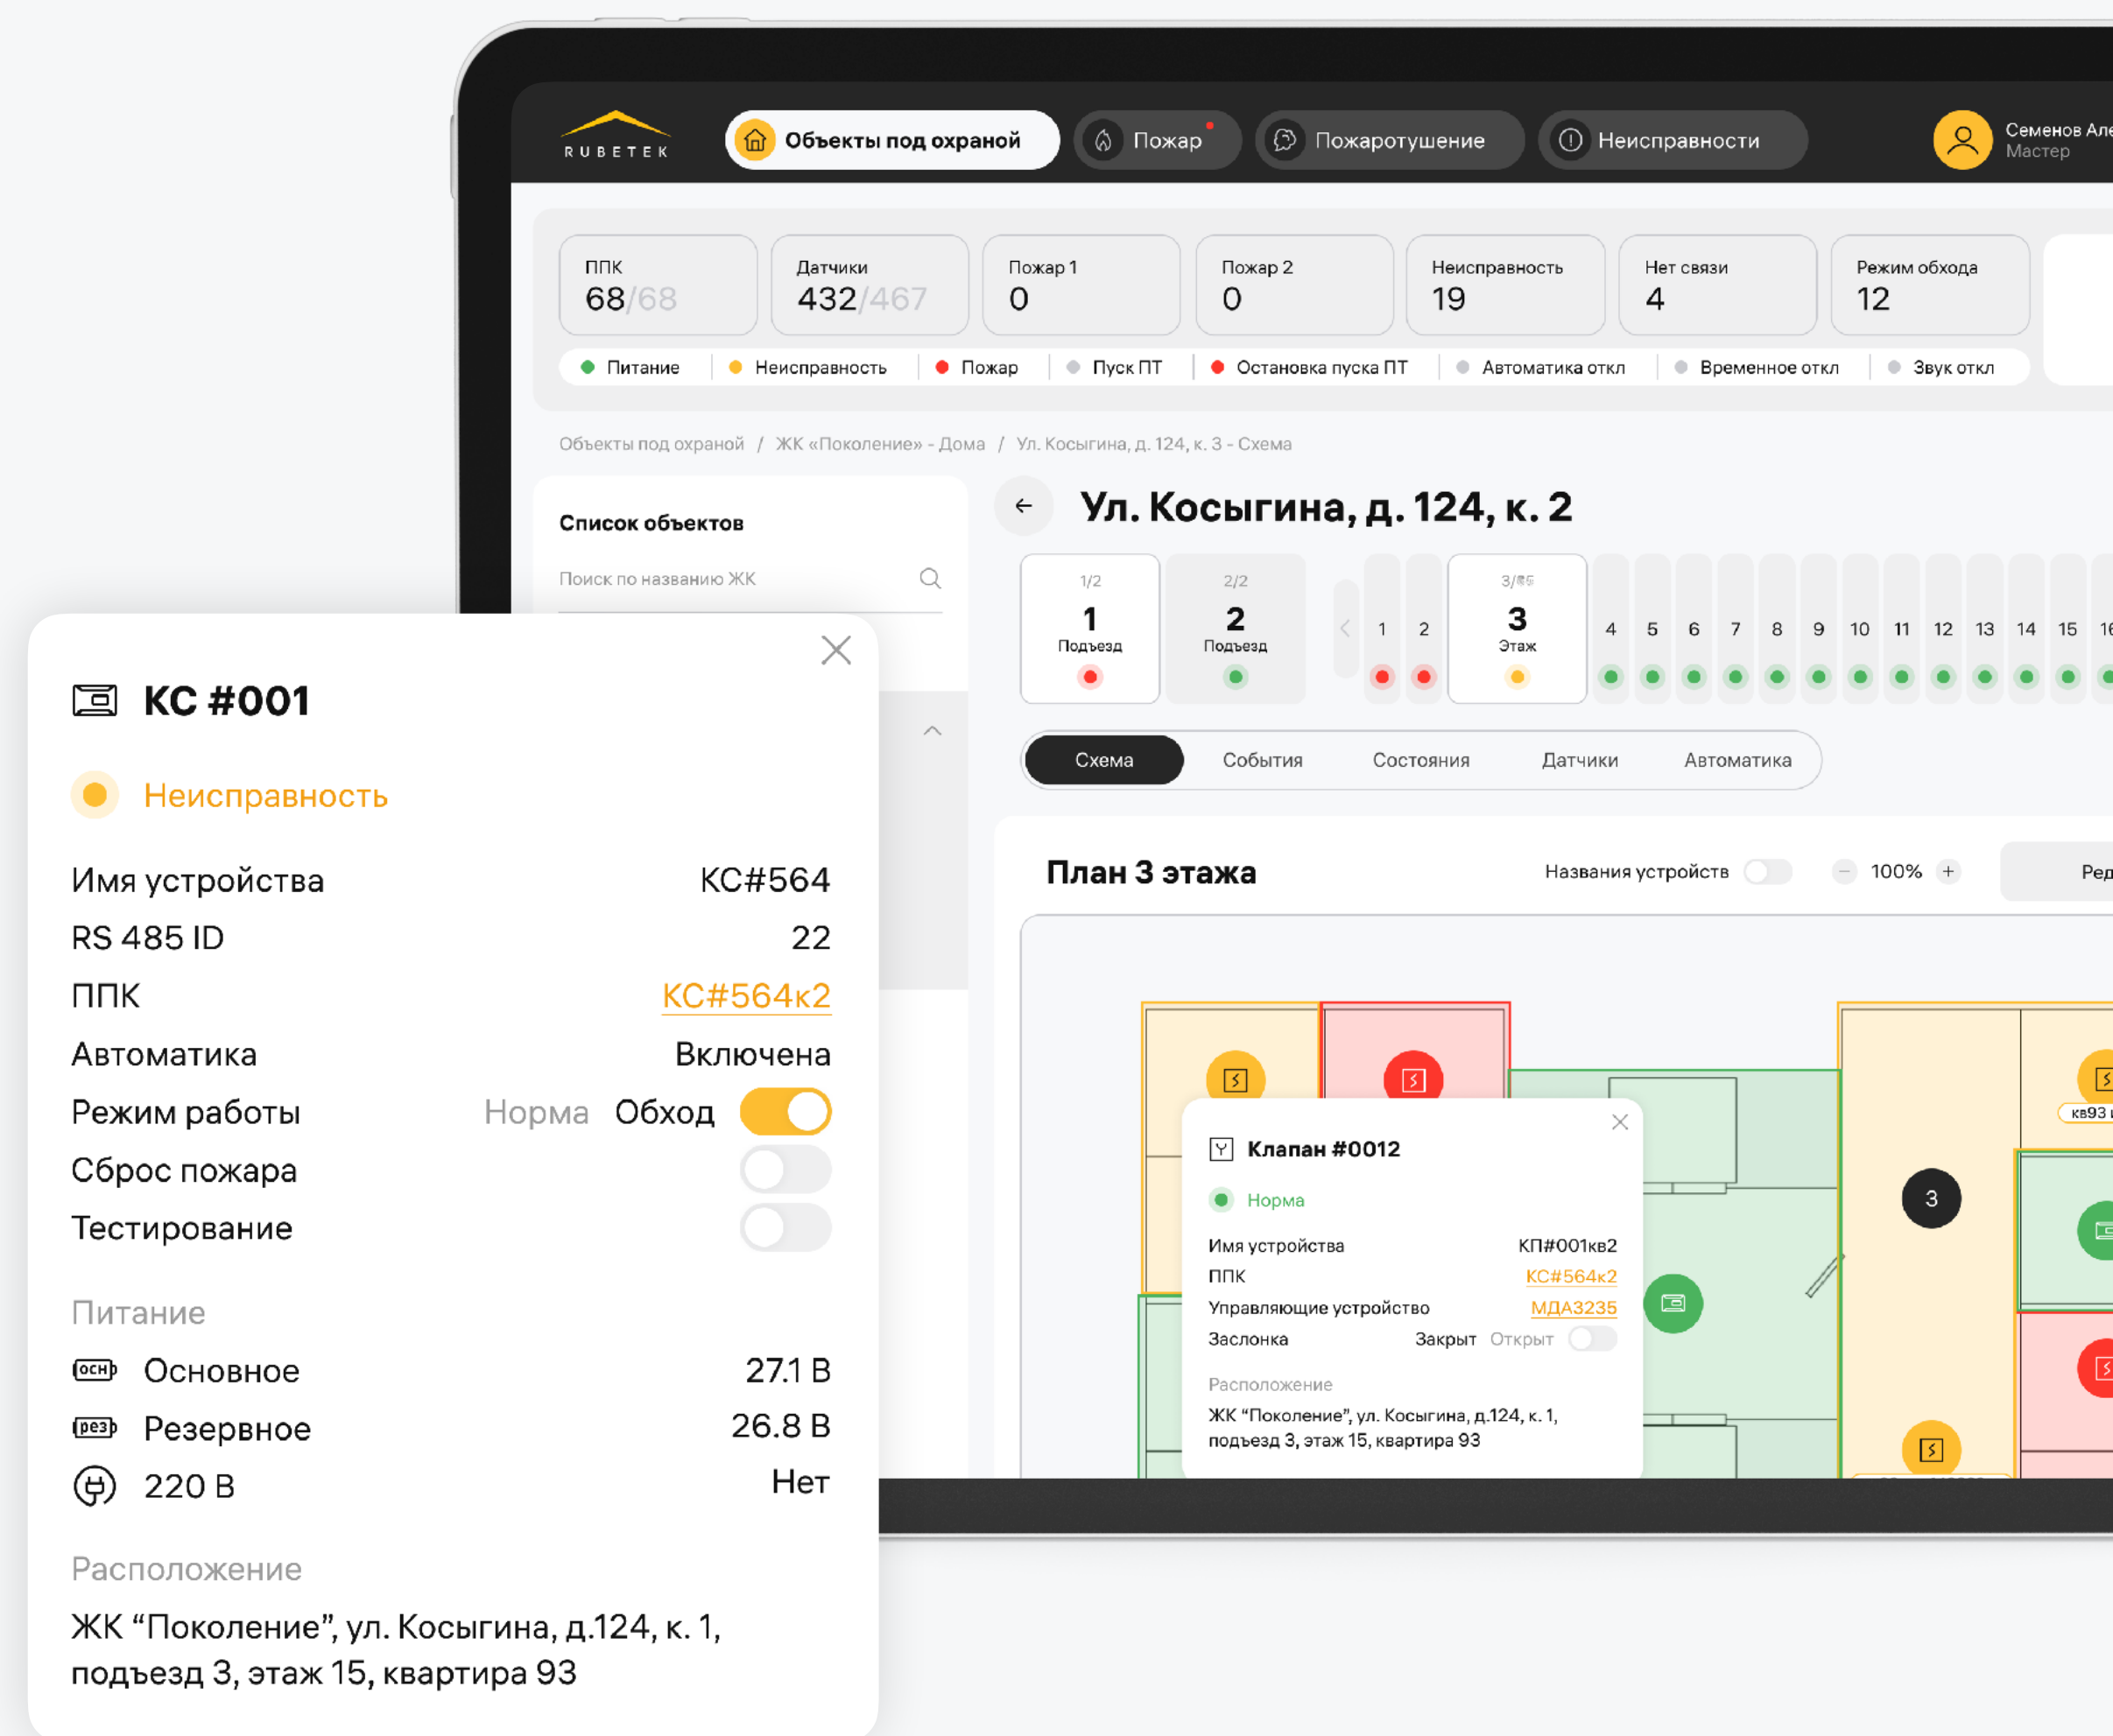 RUBETEK
Объекты под охраной
Пожар
Пожаротушение
Неисправности
Семенов Але
Мастер
ППК
68/68
Датчики
432/467
Пожар 1
0
Пожар 2
0
Неисправность
19
Нет связи
4
Режим обхода
12
Питание
Неисправность
Пожар
Пуск ПТ
Остановка пуска ПТ
Автоматика откл
Временное откл
Звук откл
Объекты под охраной / ЖК «Поколение» - Дома / Ул. Косыгина, д. 124, к. 3 - Схема
Список объектов
Поиск по названию ЖК
Ул. Косыгина, д. 124, к. 2
1/2
1
Подъезд
2/2
2
Подъезд
1 2
3
Этаж
4 5 6 7 8 9 10 11 12 13 14 15 16
Схема
События
Состояния
Датчики
Автоматика
План 3 этажа
Названия устройств
100%
Ред
кв93
3
Клапан #0012
Норма
Имя устройства КП#001кв2
ППК КС#564к2
Управляющие устройство МДА3235
Заслонка Закрыт Открыт
Расположение
ЖК “Поколение”, ул. Косыгина, д.124, к. 1,
подъезд 3, этаж 15, квартира 93
КС #001
Неисправность
Имя устройства КС#564
RS 485 ID 22
ППК КС#564к2
Автоматика Включена
Режим работы Норма Обход
Сброс пожара
Тестирование
Питание
осн Основное 27.1 В
рез Резервное 26.8 В
220 В Нет
Расположение
ЖК “Поколение”, ул. Косыгина, д.124, к. 1,
подъезд 3, этаж 15, квартира 93